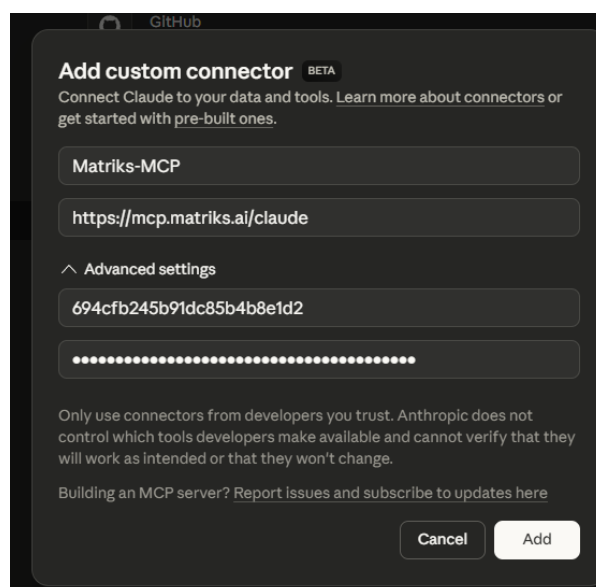 GitHub
Add custom connector BETA
Connect Claude to your data and tools. Learn more about connectors or
get started with pre-built ones.
Matriks-MCP
https://mcp.matriks.ai/claude
Advanced settings
694cfb245b91dc85b4b8e1d2
••••••••••••••••••••••••••••••••••••••••
Only use connectors from developers you trust. Anthropic does not
control which tools developers make available and cannot verify that they
will work as intended or that they won't change.
Building an MCP server? Report issues and subscribe to updates here
Cancel
Add